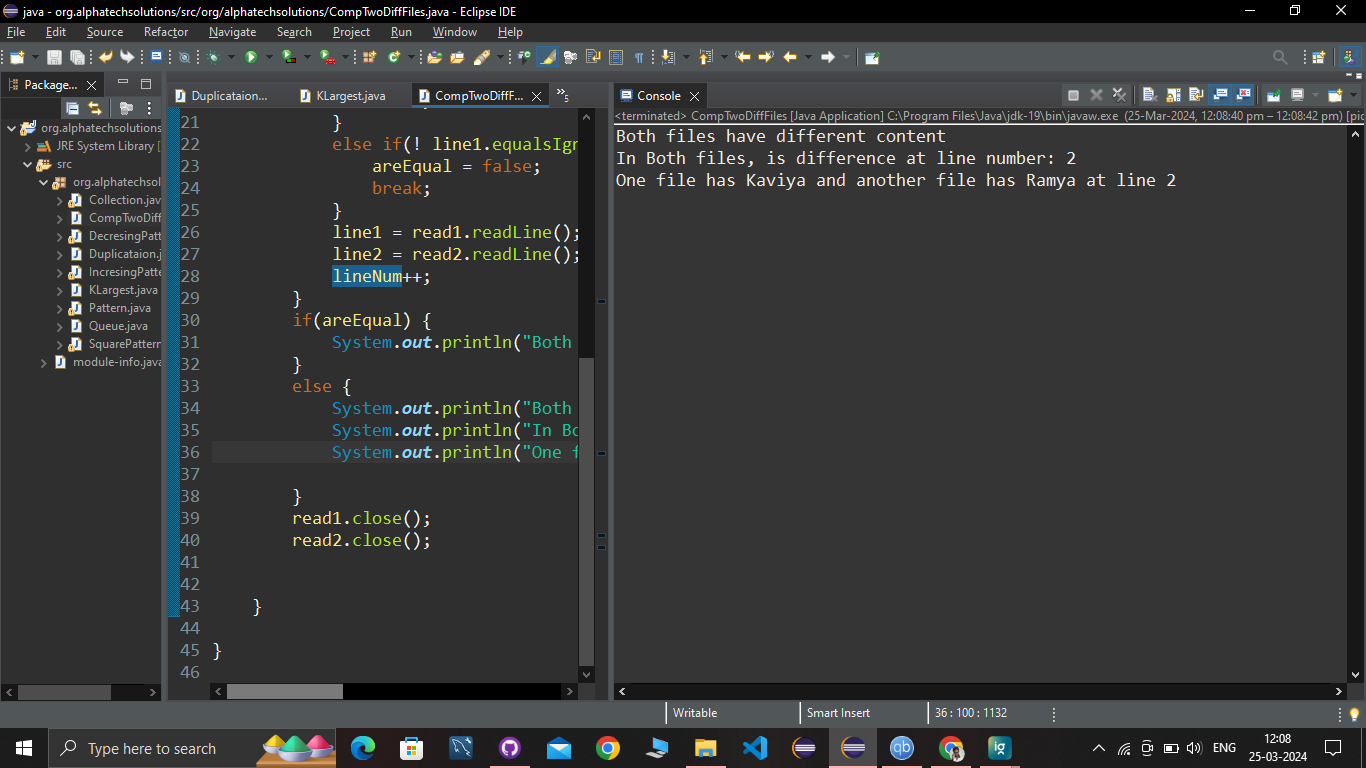 java - org.alphatechsolutions/src/org/alphatechsolutions/CompTwoDiffFiles.java - Eclipse IDE
File Edit Source Refactor Navigate Search Project Run Window Help
Package...
org.alphatechsolutions
JRE System Library [
src
org.alphatechsol
Collection.jav
CompTwoDiff
DecresingPatt
Duplicataion.j
IncresingPatte
KLargest.java
Pattern.java
Queue.java
SquarePattern
module-info.java
Duplicataion... KLargest.java CompTwoDiffF... »5
21 }
22 else if(! line1.equalsIgn
23 areEqual = false;
24 break;
25 }
26 line1 = read1.readLine();
27 line2 = read2.readLine();
28 lineNum++;
29 }
30 if(areEqual) {
31 System.out.println("Both
32 }
33 else {
34 System.out.println("Both
35 System.out.println("In Bo
36 System.out.println("One f
37
38 }
39 read1.close();
40 read2.close();
41
42
43 }
44
45 }
46
Console
<terminated> CompTwoDiffFiles [Java Application] C:\Program Files\Java\jdk-19\bin\javaw.exe (25-Mar-2024, 12:08:40 pm – 12:08:42 pm) [pic
Both files have different content
In Both files, is difference at line number: 2
One file has Kaviya and another file has Ramya at line 2
Writable Smart Insert 36 : 100 : 1132
Type here to search
qb
ig
ENG
12:08
25-03-2024